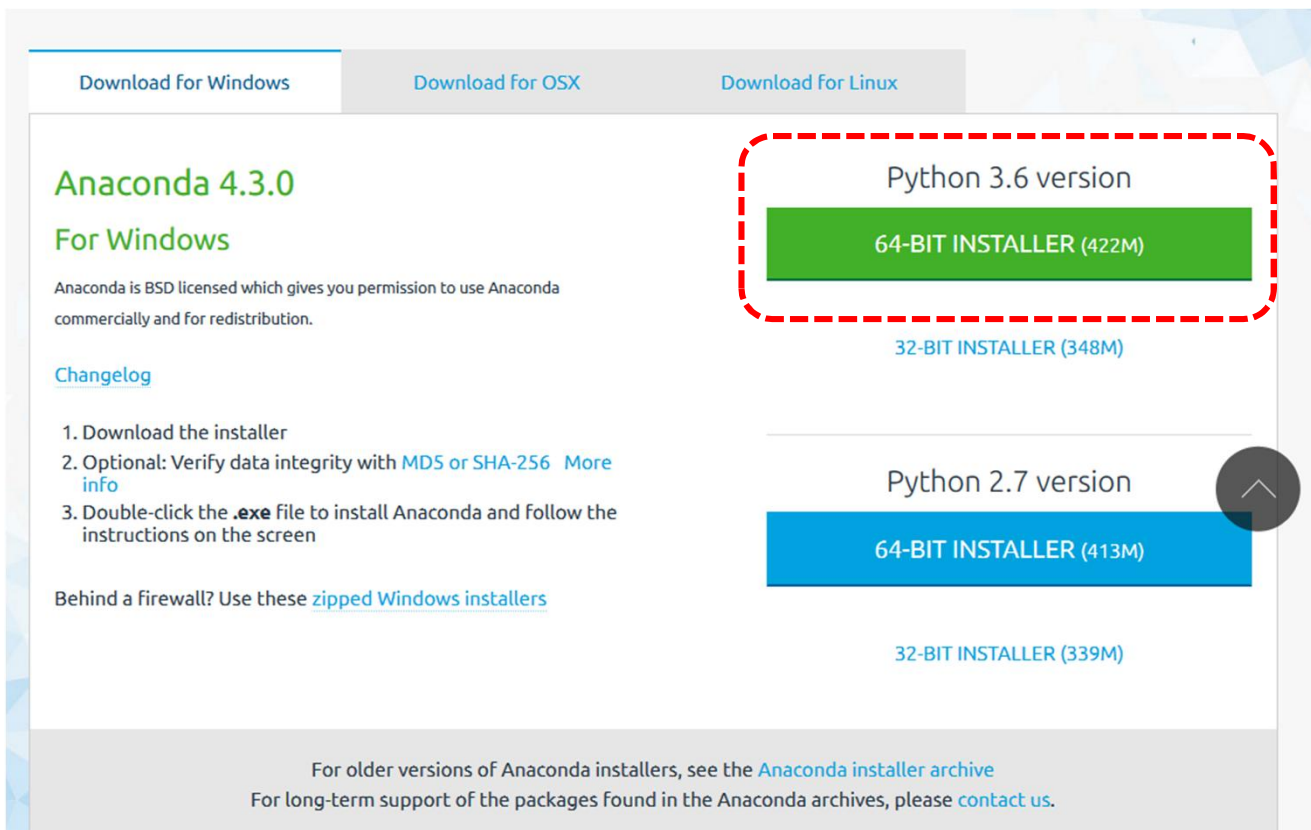 Download for Windows
Download for OSX
Download for Linux
Anaconda 4.3.0
For Windows
Anaconda is BSD licensed which gives you permission to use Anaconda
commercially and for redistribution.
Changelog
1. Download the installer
2. Optional: Verify data integrity with MD5 or SHA-256 More
info
3. Double-click the .exe file to install Anaconda and follow the
instructions on the screen
Behind a firewall? Use these zipped Windows installers
Python 3.6 version
64-BIT INSTALLER (422M)
32-BIT INSTALLER (348M)
Python 2.7 version
64-BIT INSTALLER (413M)
32-BIT INSTALLER (339M)
For older versions of Anaconda installers, see the Anaconda installer archive
For long-term support of the packages found in the Anaconda archives, please contact us.